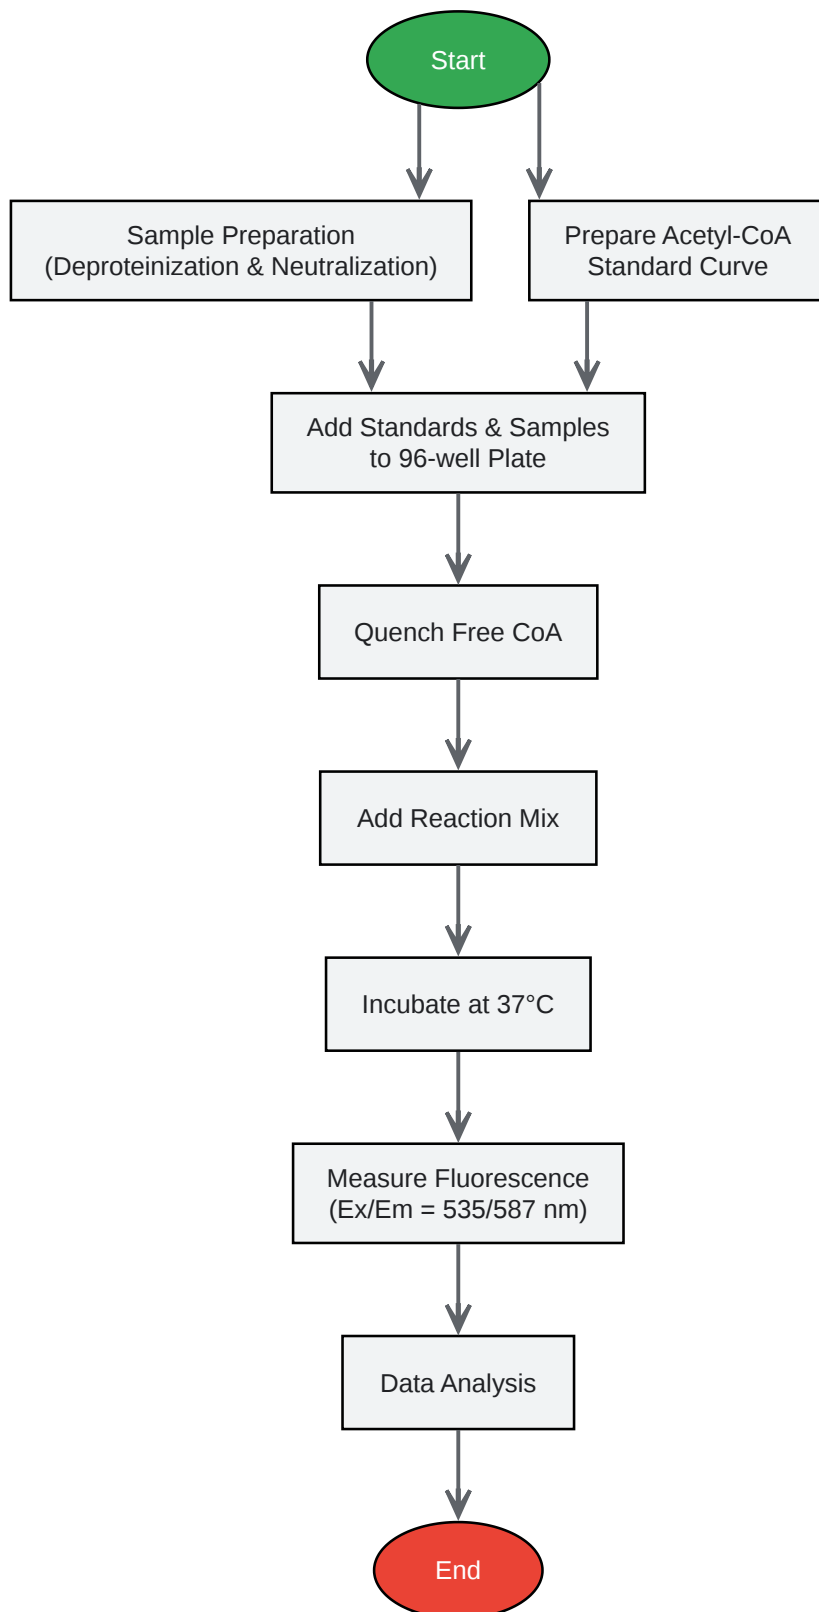 Start
Sample Preparation
(Deproteinization & Neutralization)
Prepare Acetyl-CoA
Standard Curve
Add Standards & Samples
to 96-well Plate
Quench Free CoA
Add Reaction Mix
Incubate at 37°C
Measure Fluorescence
(Ex/Em = 535/587 nm)
Data Analysis
End